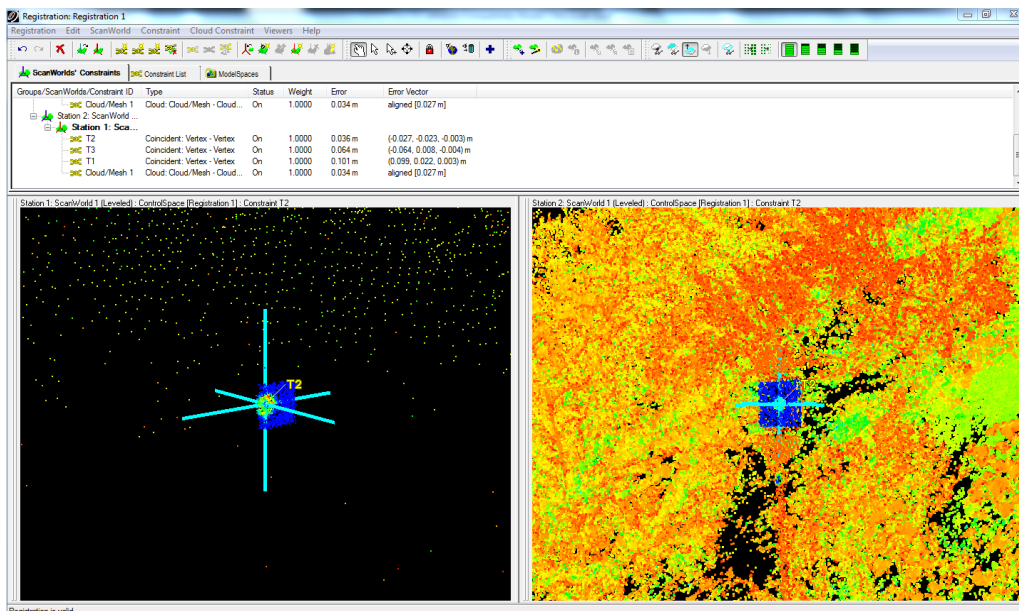 Registration: Registration 1
Registration Edit ScanWorld Constraint Cloud Constraint Viewers Help
ScanWorlds' Constraints Constraint List ModelSpaces
Groups/ScanWorlds/Constraint ID Type Status Weight Error Error Vector
Cloud/Mesh 1 Cloud: Cloud/Mesh - Cloud... On 1.0000 0.034 m aligned [0.027 m]
Station 2: ScanWorld ...
Station 1: Sca...
T2 Coincident: Vertex - Vertex On 1.0000 0.036 m (-0.027, -0.023, -0.003) m
T3 Coincident: Vertex - Vertex On 1.0000 0.064 m (-0.064, 0.008, -0.004) m
T1 Coincident: Vertex - Vertex On 1.0000 0.101 m (0.099, 0.022, 0.003) m
Cloud/Mesh 1 Cloud: Cloud/Mesh - Cloud... On 1.0000 0.034 m aligned [0.027 m]
Station 1: ScanWorld 1 (Leveled) : ControlSpace [Registration 1] : Constraint T2
Station 2: ScanWorld 1 (Leveled) : ControlSpace [Registration 1] : Constraint T2
T2
Registration is valid